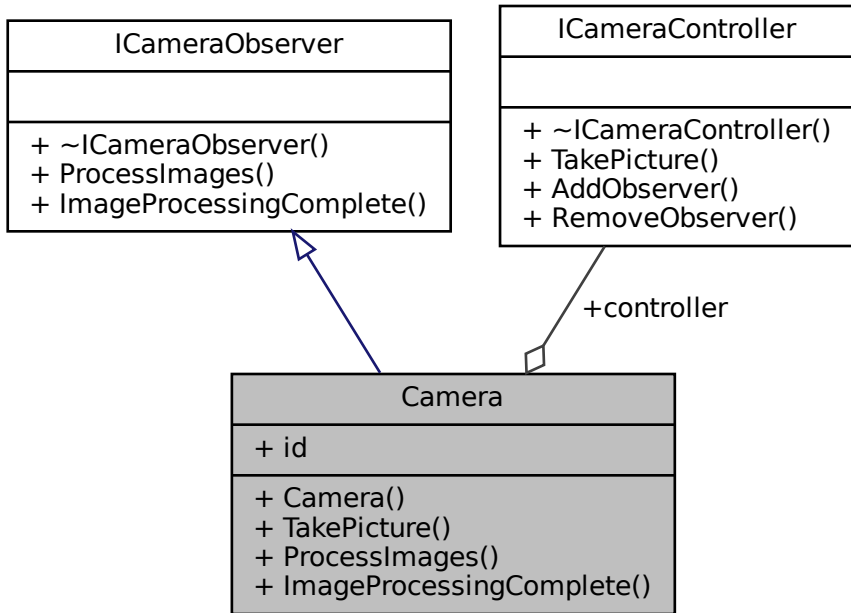 ICameraObserver
+ ~ICameraObserver()
+ ProcessImages()
+ ImageProcessingComplete()
ICameraController
+ ~ICameraController()
+ TakePicture()
+ AddObserver()
+ RemoveObserver()
+controller
Camera
+ id
+ Camera()
+ TakePicture()
+ ProcessImages()
+ ImageProcessingComplete()